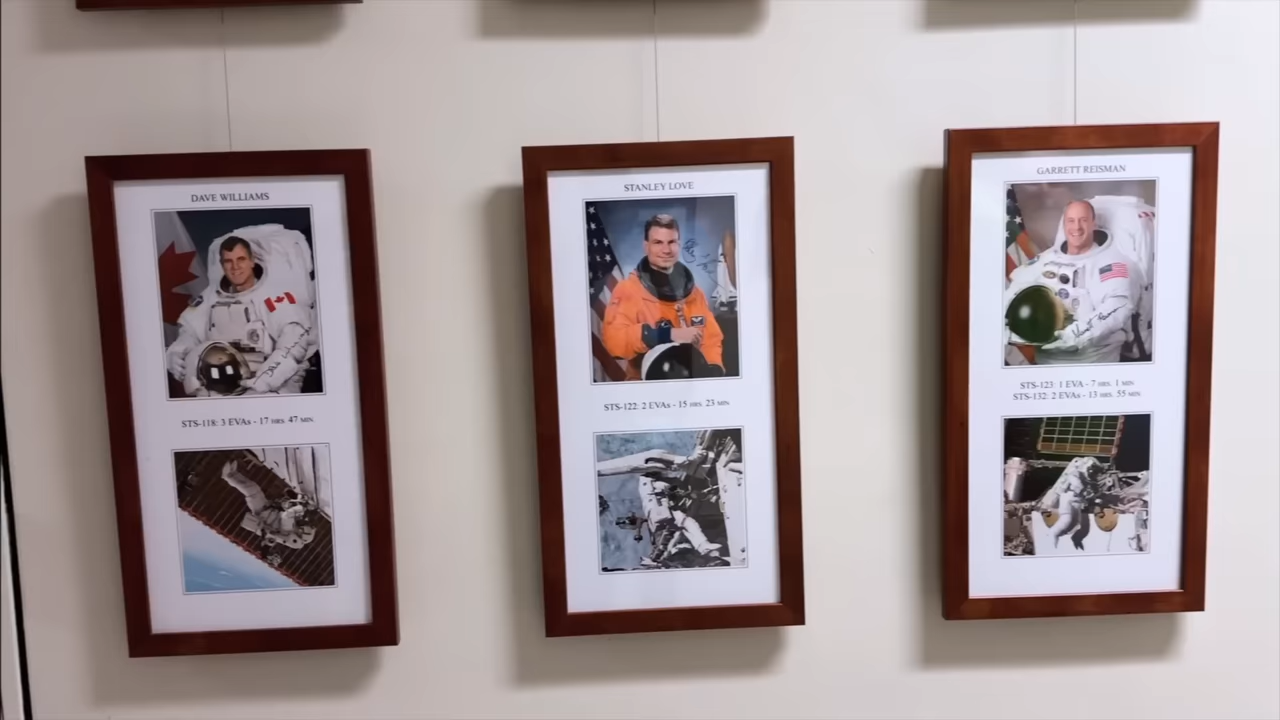 DAVE WILLIAMS
STS-118: 3 EVAs - 17 HRS. 47 MIN.
STANLEY LOVE
STS-122: 2 EVAs - 15 HRS. 23 MIN.
GARRETT REISMAN
STS-123: 1 EVA - 7 HRS. 1 MIN
STS-132: 2 EVAs - 13 HRS. 55 MIN.